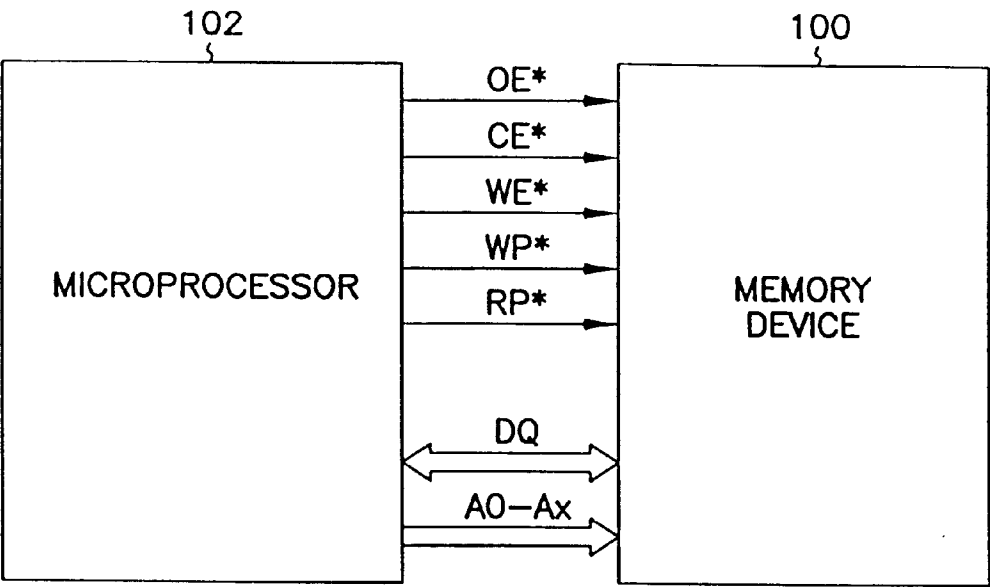 102
100
OE*
CE*
WE*
WP*
RP*
MICROPROCESSOR
MEMORY
DEVICE
DQ
A0-Ax